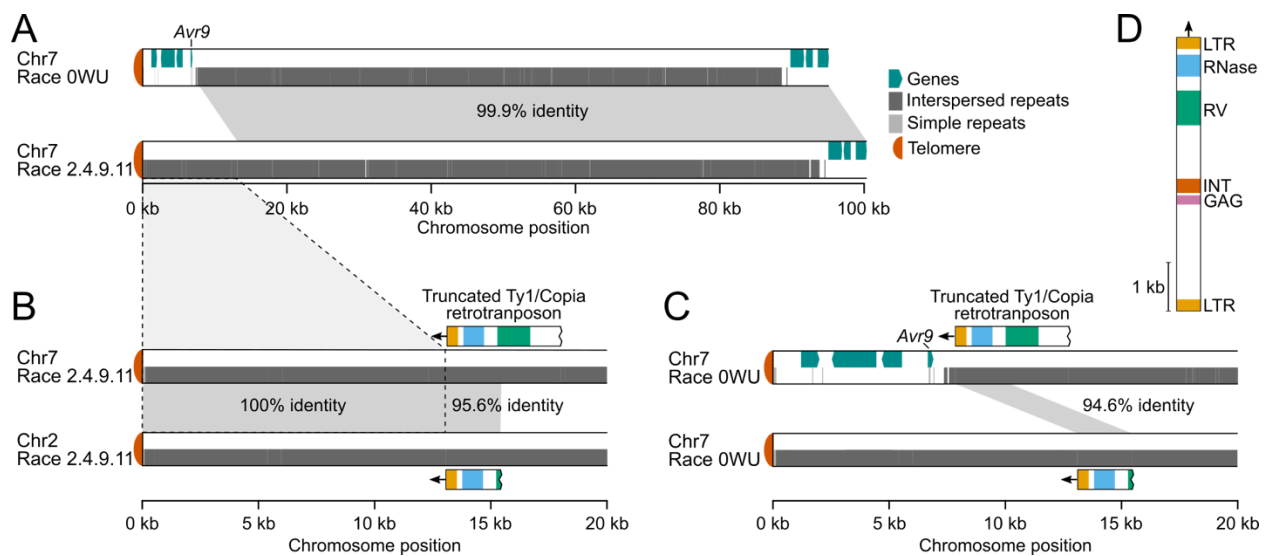 A
Avr9
Chr7
Race 0WU
99.9% identity
Chr7
Race 2.4.9.11
0 kb 20 kb 40 kb 60 kb 80 kb 100 kb
Chromosome position
Genes
Interspersed repeats
Simple repeats
Telomere
D
LTR
RNase
RV
INT
GAG
1 kb
LTR
B
Truncated Ty1/Copia
retrotranposon
Chr7
Race 2.4.9.11
100% identity 95.6% identity
Chr2
Race 2.4.9.11
0 kb 5 kb 10 kb 15 kb 20 kb
Chromosome position
C
Truncated Ty1/Copia
retrotranposon
Avr9
Chr7
Race 0WU
94.6% identity
Chr7
Race 0WU
0 kb 5 kb 10 kb 15 kb 20 kb
Chromosome position